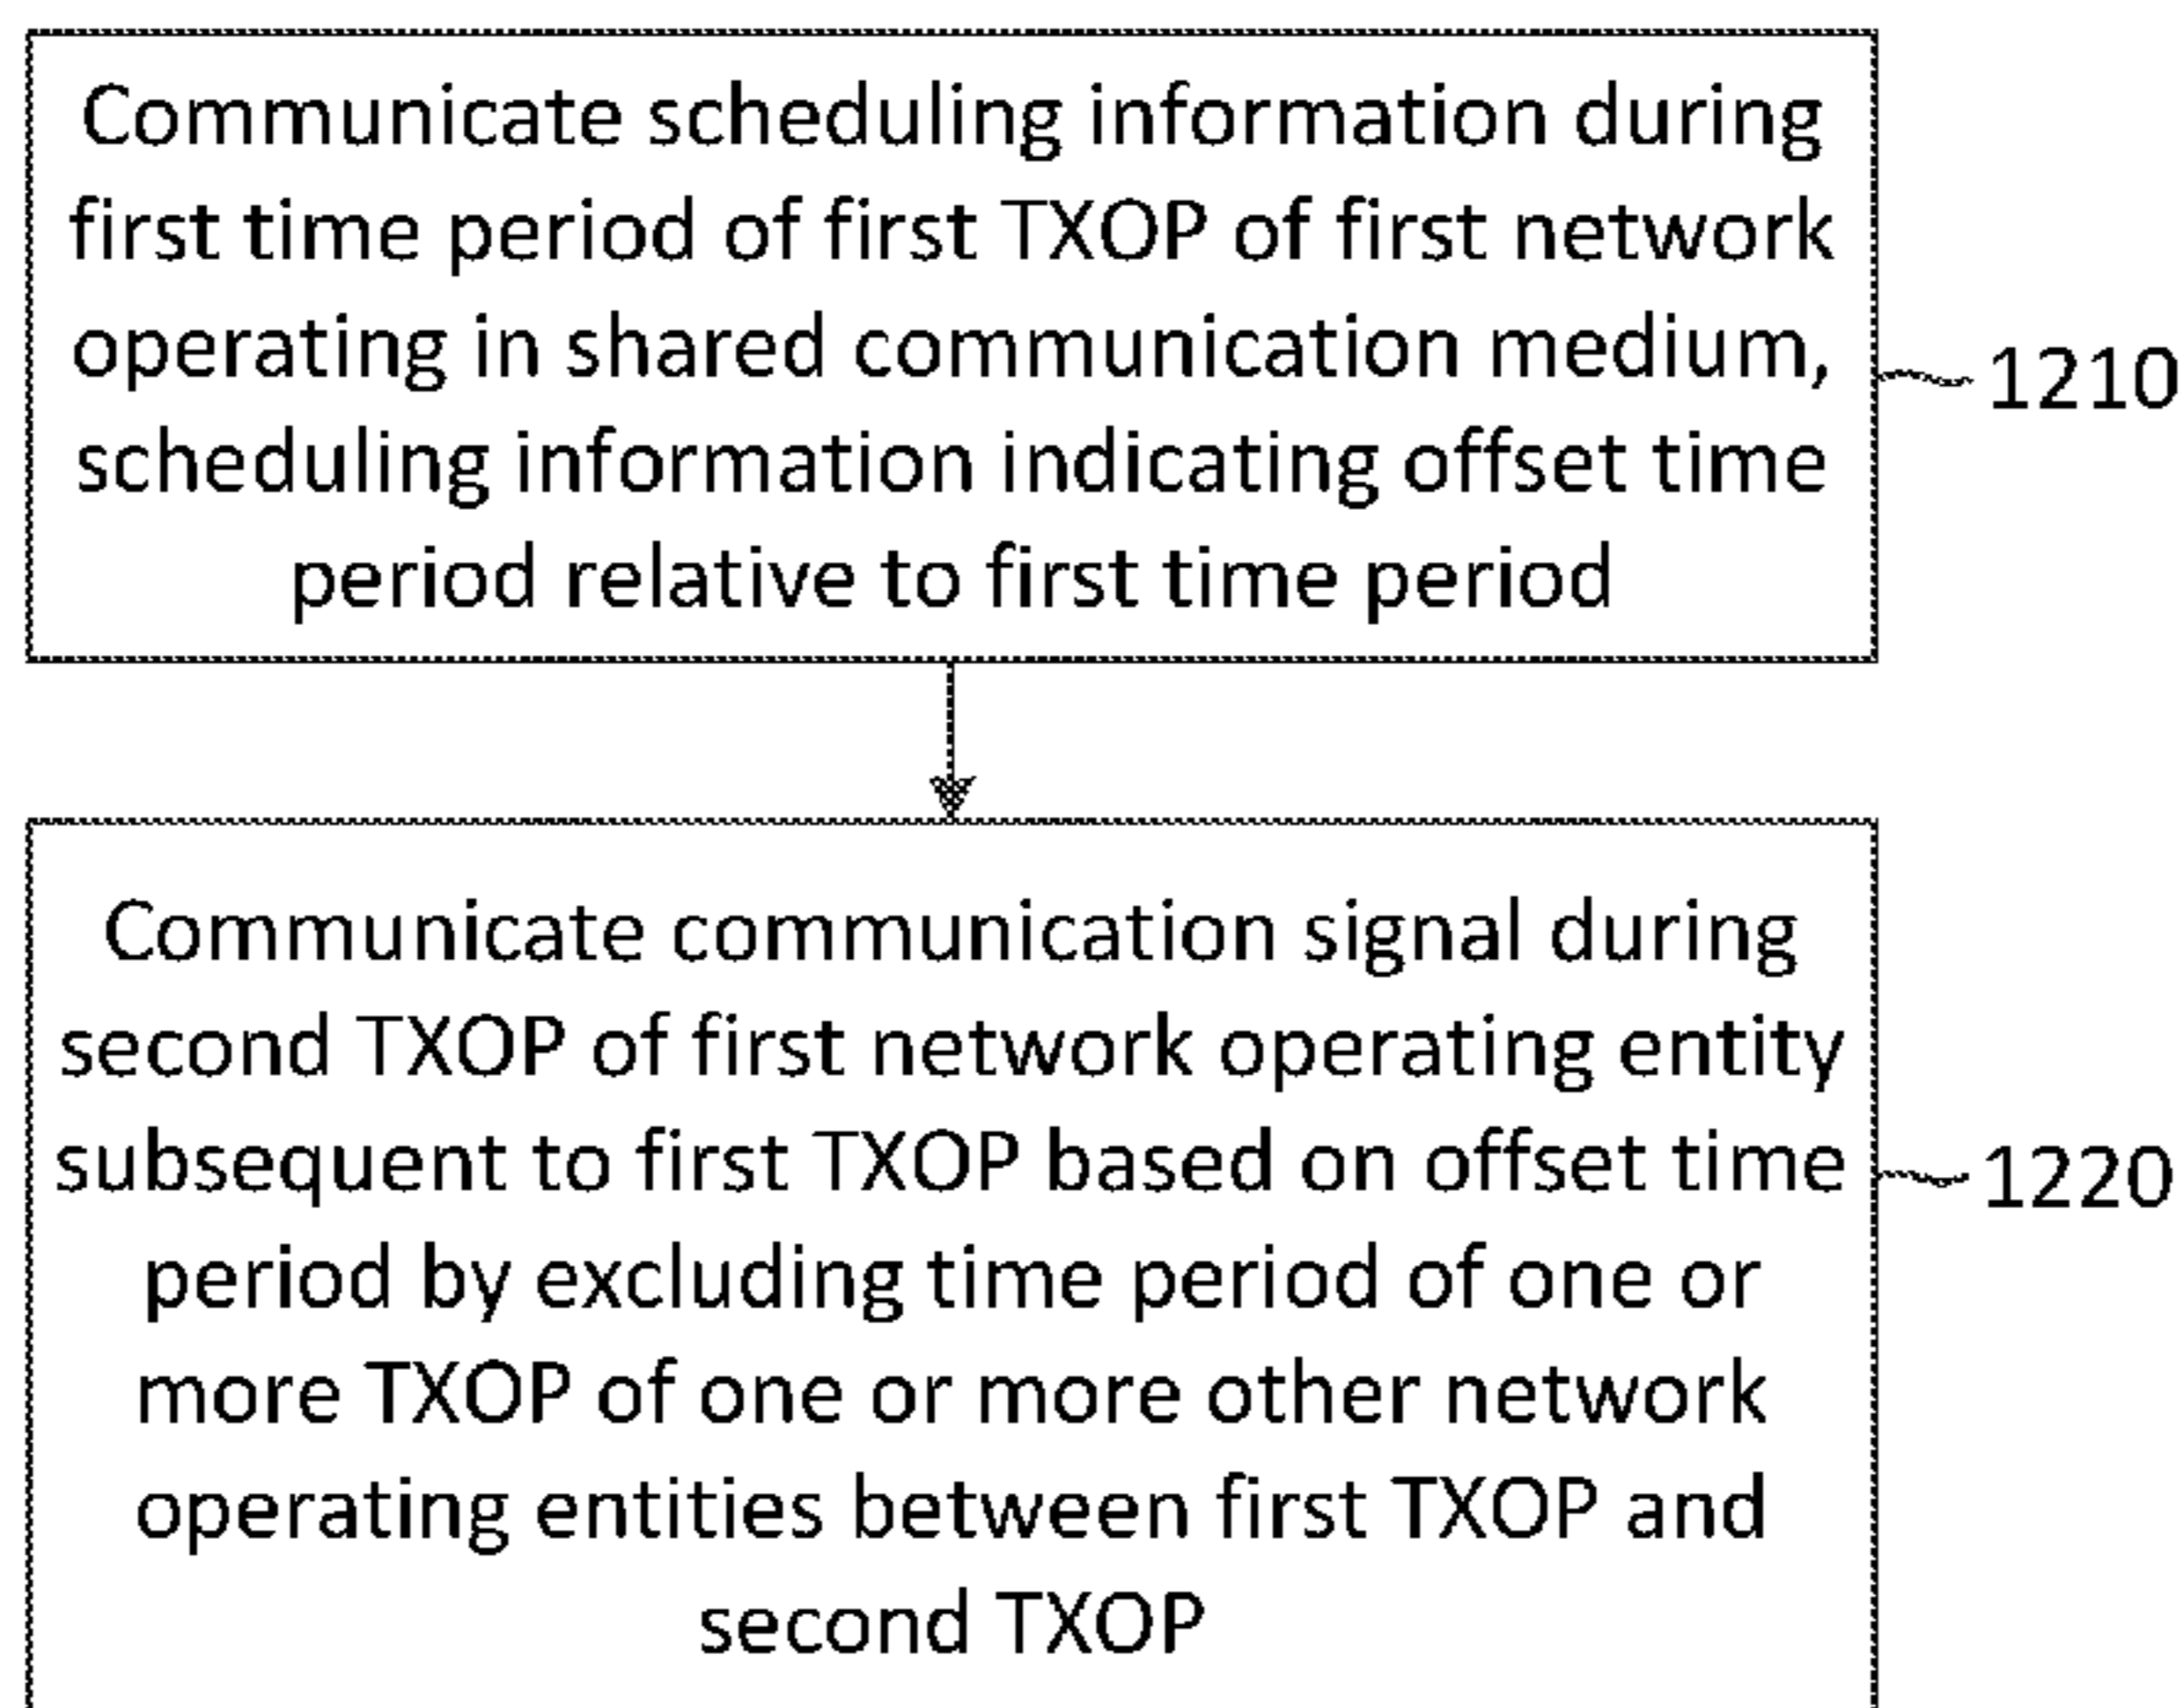 Communicate scheduling information during
first time period of first TXOP of first network
operating in shared communication medium,
scheduling information indicating offset time
period relative to first time period
1210
Communicate communication signal during
second TXOP of first network operating entity
subsequent to first TXOP based on offset time
period by excluding time period of one or
more TXOP of one or more other network
operating entities between first TXOP and
second TXOP
1220